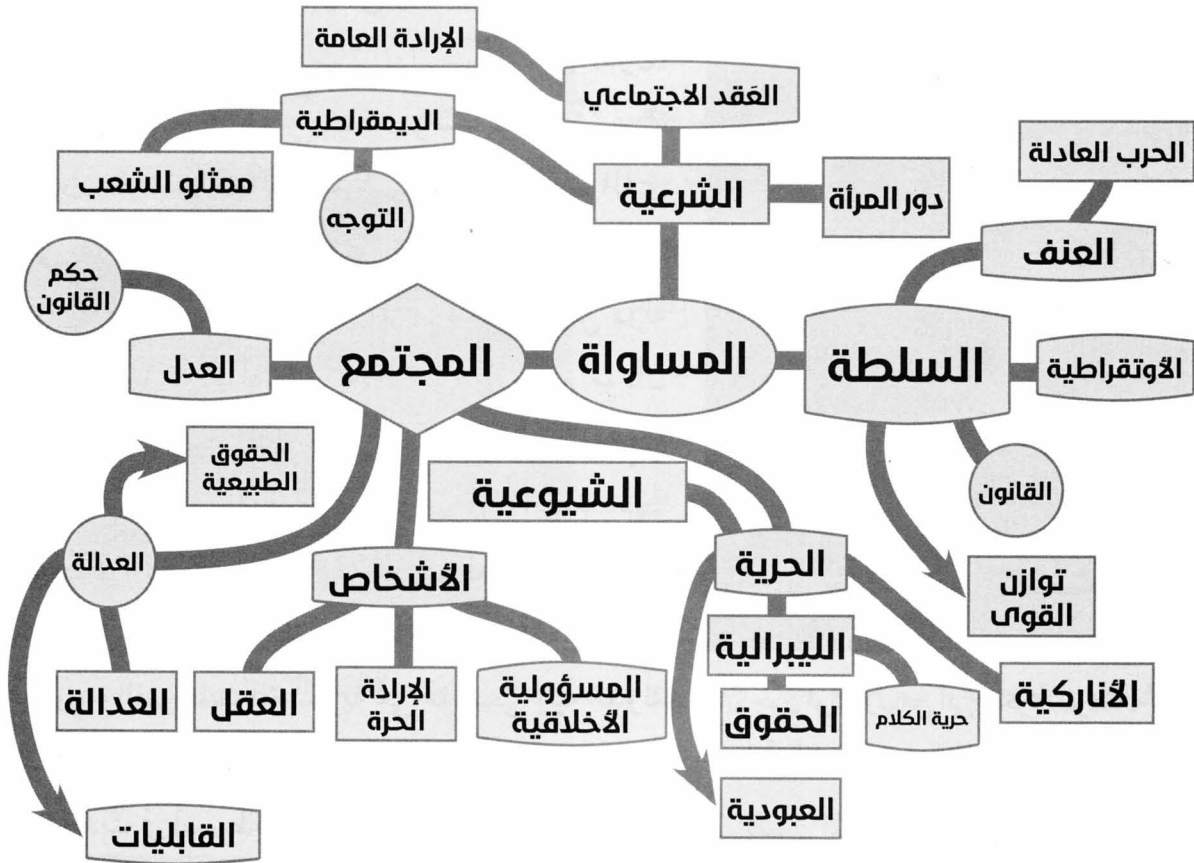 الإرادة العامة
العَقد الاجتماعي
الديمقراطية
الحرب العادلة
ممثلو الشعب
الشرعية
دور المرأة
التوجه
العنف
حكم
القانون
العدل
المجتمع
المساواة
السلطة
الأوتقراطية
الحقوق
الطبيعية
الشيوعية
القانون
العدالة
الأشخاص
الحرية
توازن
القوى
الليبرالية
العدالة
العقل
الإرادة
الحرة
المسؤولية
الأخلاقية
الحقوق
حرية الكلام
الأناركية
العبودية
القابليات